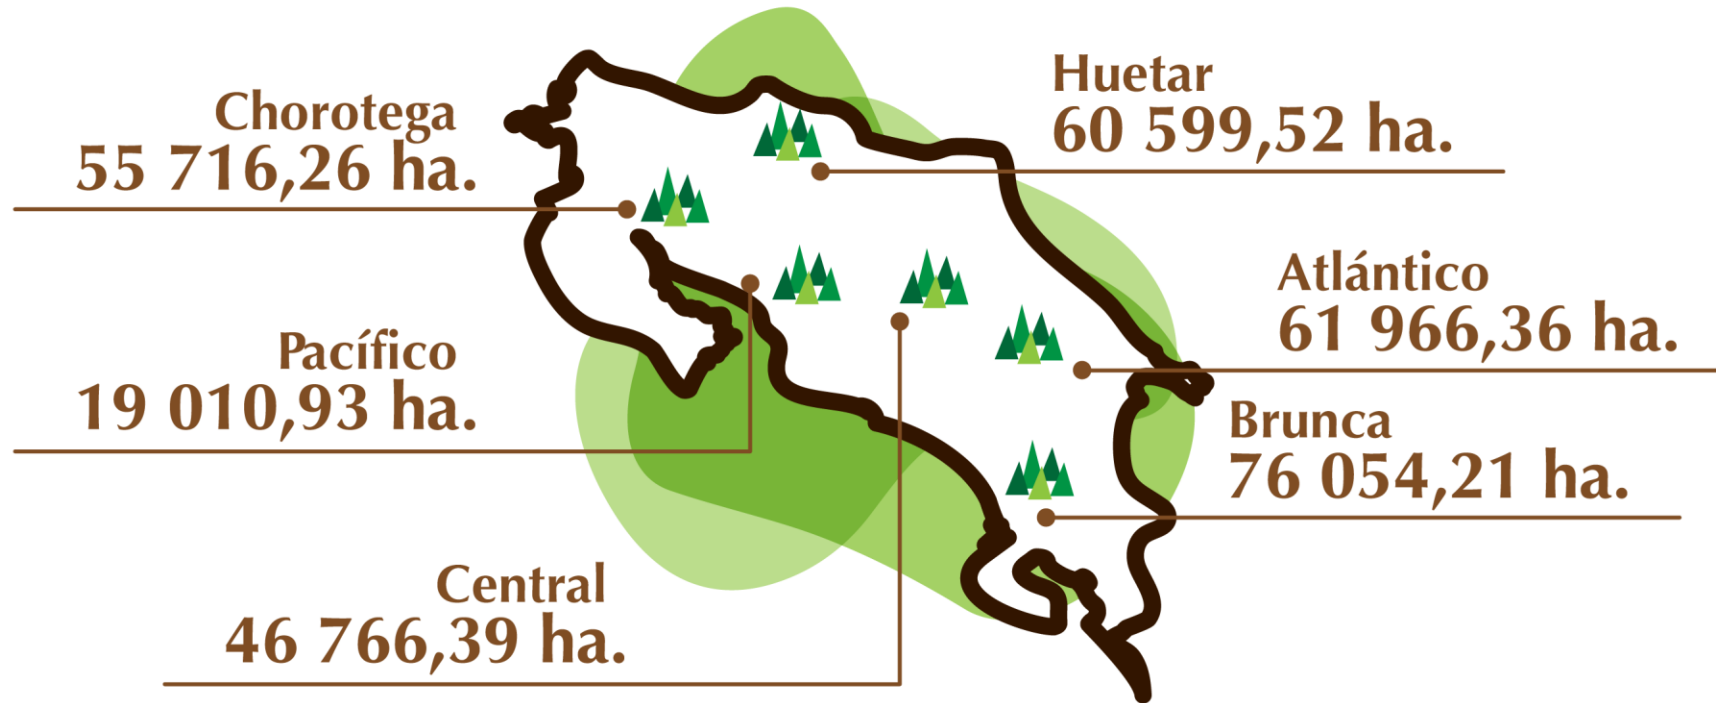 Chorotega
55 716,26 ha.
Huetar
60 599,52 ha.
Pacífico
19 010,93 ha.
Atlántico
61 966,36 ha.
Central
46 766,39 ha.
Brunca
76 054,21 ha.